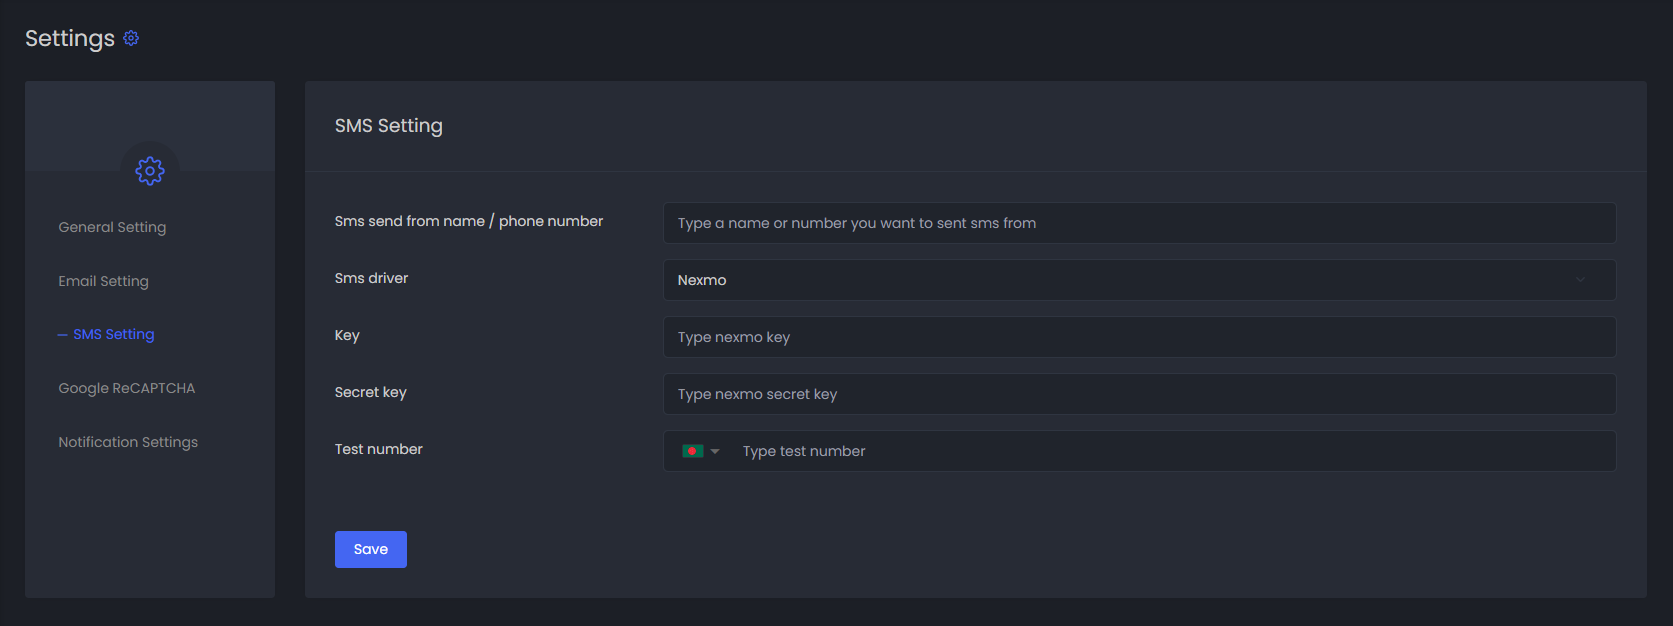 Settings
General Setting
Email Setting
SMS Setting
Google ReCAPTCHA
Notification Settings
SMS Setting
Sms send from name / phone number
Type a name or number you want to sent sms from
Sms driver
Nexmo
Key
Type nexmo key
Secret key
Type nexmo secret key
Test number
Type test number
Save